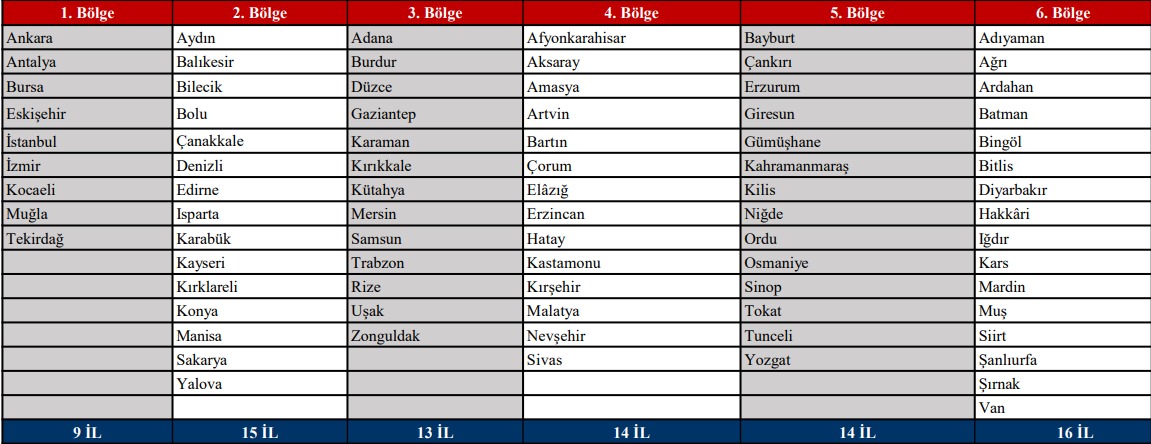 1. Bölge 2. Bölge 3. Bölge 4. Bölge 5. Bölge 6. Bölge
Ankara Aydın Adana Afyonkarahisar Bayburt Adıyaman
Antalya Balıkesir Burdur Aksaray Çankırı Ağrı
Bursa Bilecik Düzce Amasya Erzurum Ardahan
Eskişehir Bolu Gaziantep Artvin Giresun Batman
İstanbul Çanakkale Karaman Bartın Gümüşhane Bingöl
İzmir Denizli Kırıkkale Çorum Kahramanmaraş Bitlis
Kocaeli Edirne Kütahya Elâzığ Kilis Diyarbakır
Muğla Isparta Mersin Erzincan Niğde Hakkâri
Tekirdağ Karabük Samsun Hatay Ordu Iğdır
Kayseri Trabzon Kastamonu Osmaniye Kars
Kırklareli Rize Kırşehir Sinop Mardin
Konya Uşak Malatya Tokat Muş
Manisa Zonguldak Nevşehir Tunceli Siirt
Sakarya Sivas Yozgat Şanlıurfa
Yalova Şırnak
Van
9 İL 15 İL 13 İL 14 İL 14 İL 16 İL